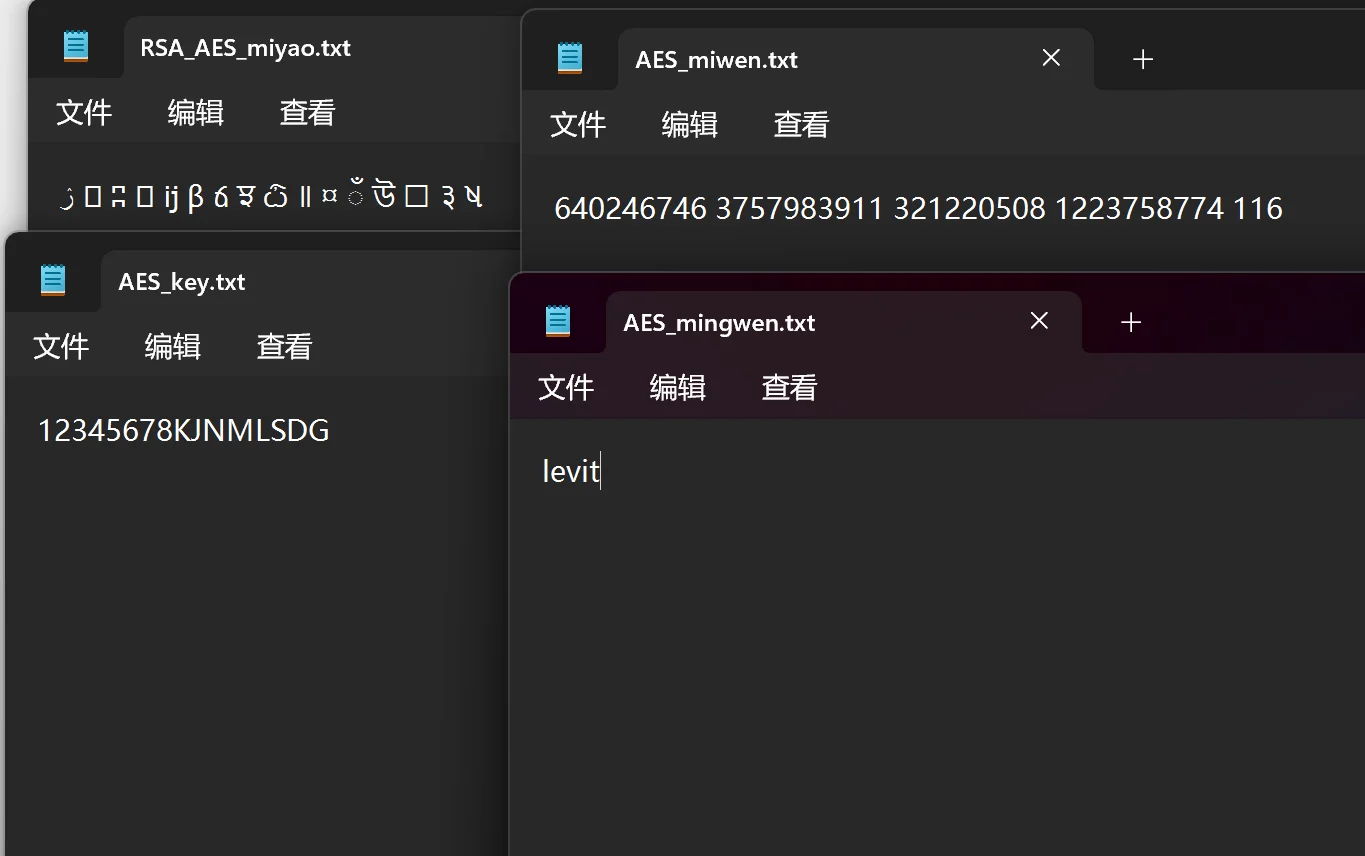 RSA_AES_miyao.txt
文件 编辑 查看
AES_miwen.txt
文件 编辑 查看
640246746 3757983911 321220508 1223758774 116
AES_key.txt
文件 编辑 查看
12345678KJNMLSDG
AES_mingwen.txt
文件 编辑 查看
levit